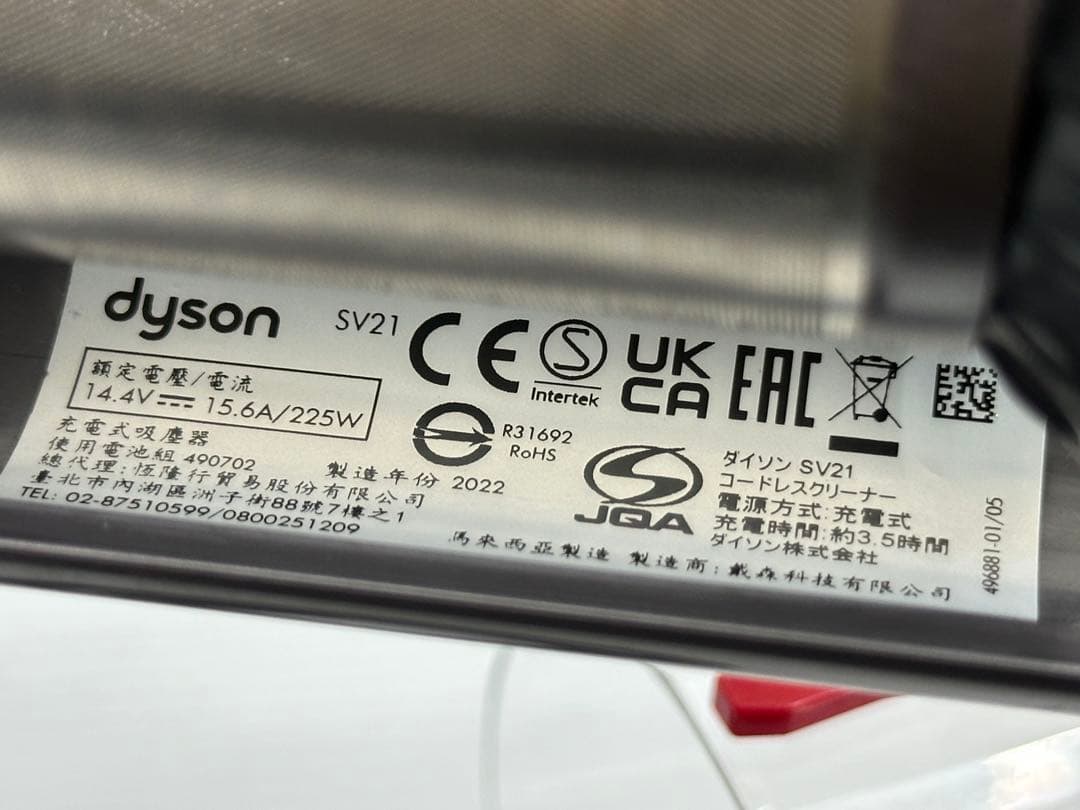 dyson
SV21
CE
S
Intertek
UK
CA
EAC
額定電壓/電流
14.4V 15.6A/225W
充電式吸塵器
使用電池組 490702
製造年份 2022
總代理:恆隆行貿易股份有限公司
臺北市內湖區洲子街88號7樓之1
TEL: 02-87510599/0800251209
R31692
RoHS
JQA
ダイソン SV21
コードレスクリーナー
電源方式:充電式
充電時間:約3.5時間
ダイソン株式会社
馬來西亞製造 製造商:戴森科技有限公司
496881-01/05